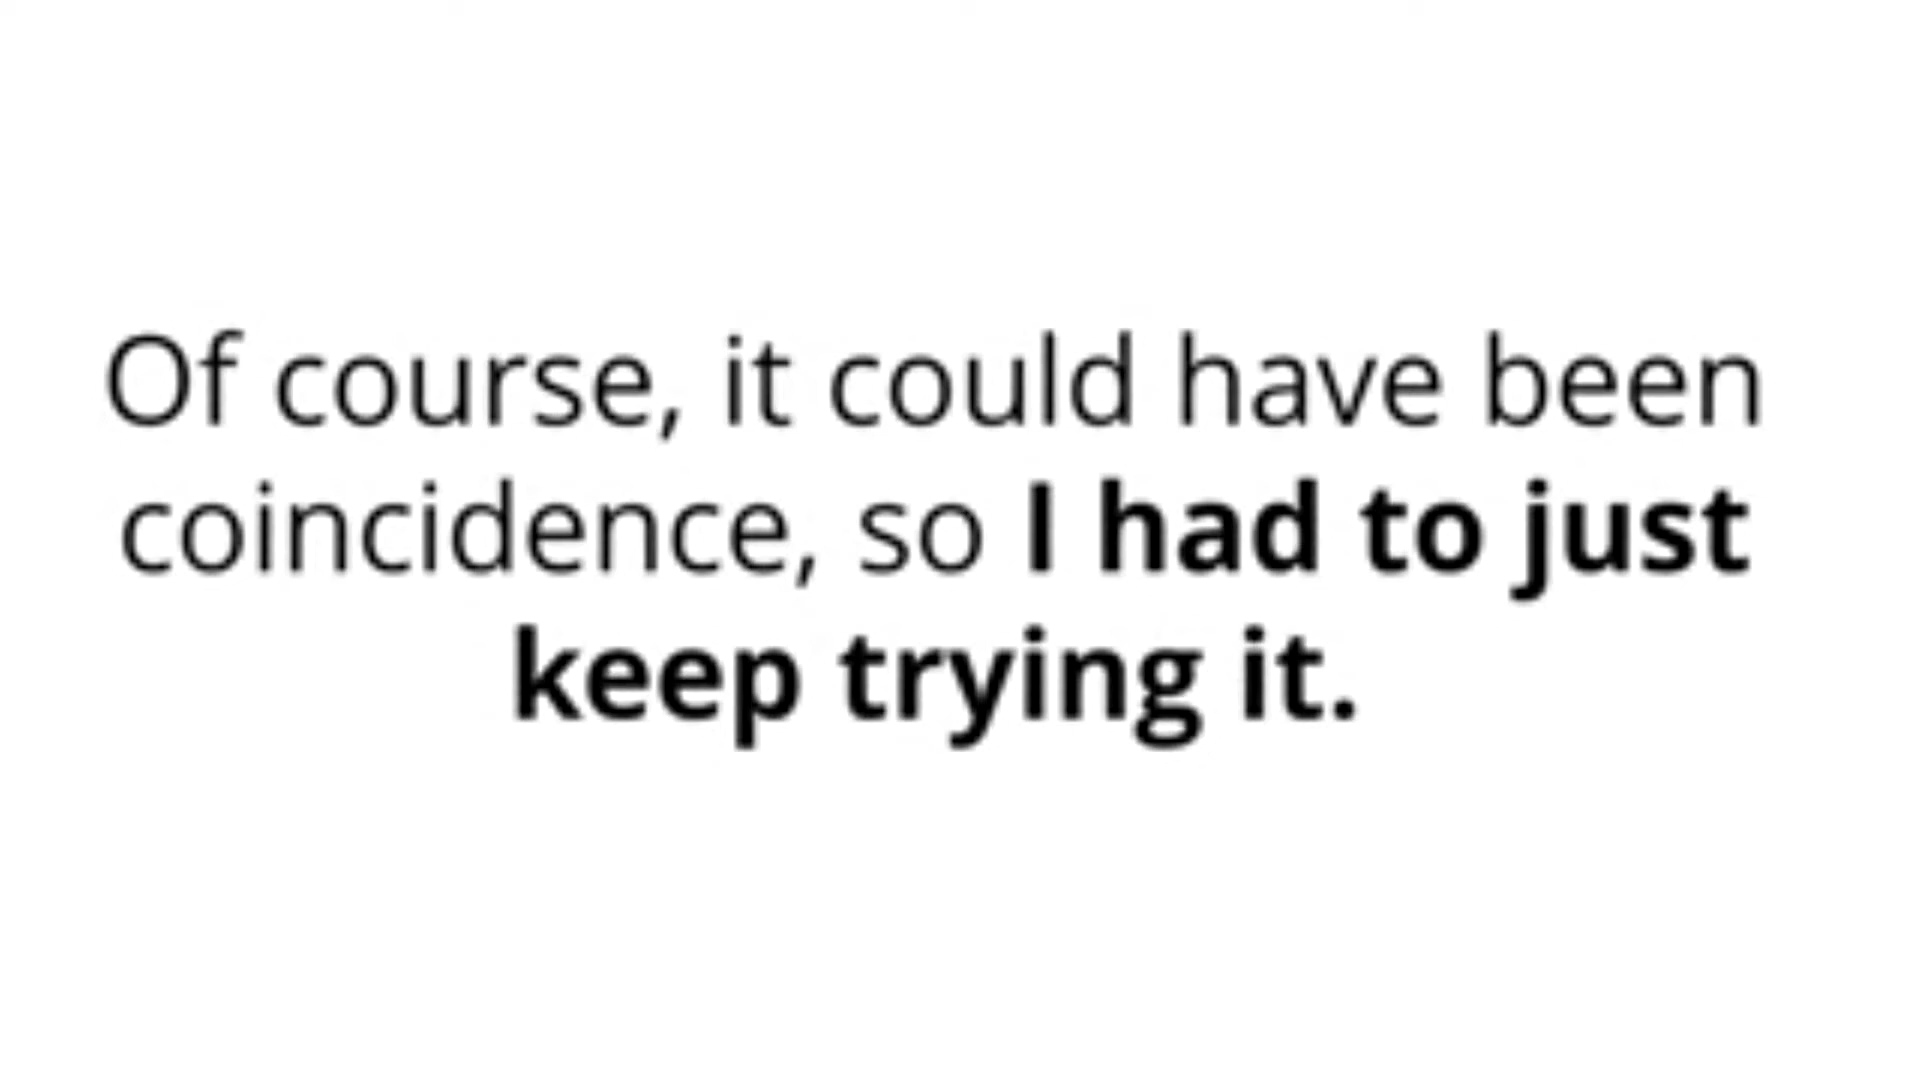 Of course, it could have been
coincidence, so I had to just
keep trying it.